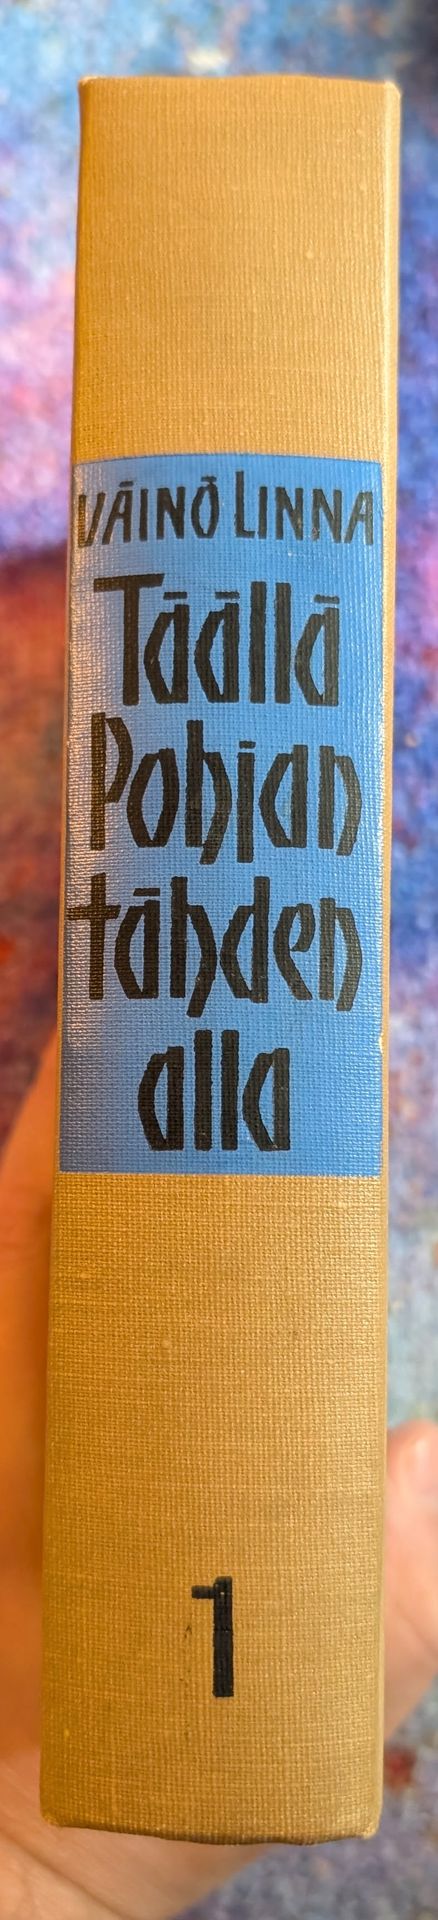 VÄINÖ LINNA
Täällä
Pohjan
tähden
alla
1